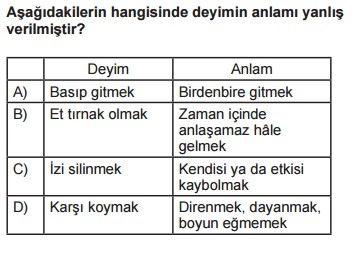 Aşağıdakilerin hangisinde deyimin anlamı yanlış
verilmiştir?
Deyim Anlam
A) Basıp gitmek Birdenbire gitmek
B) Et tırnak olmak Zaman içinde
anlaşamaz hâle
gelmek
C) İzi silinmek Kendisi ya da etkisi
kaybolmak
D) Karşı koymak Direnmek, dayanmak,
boyun eğmemek